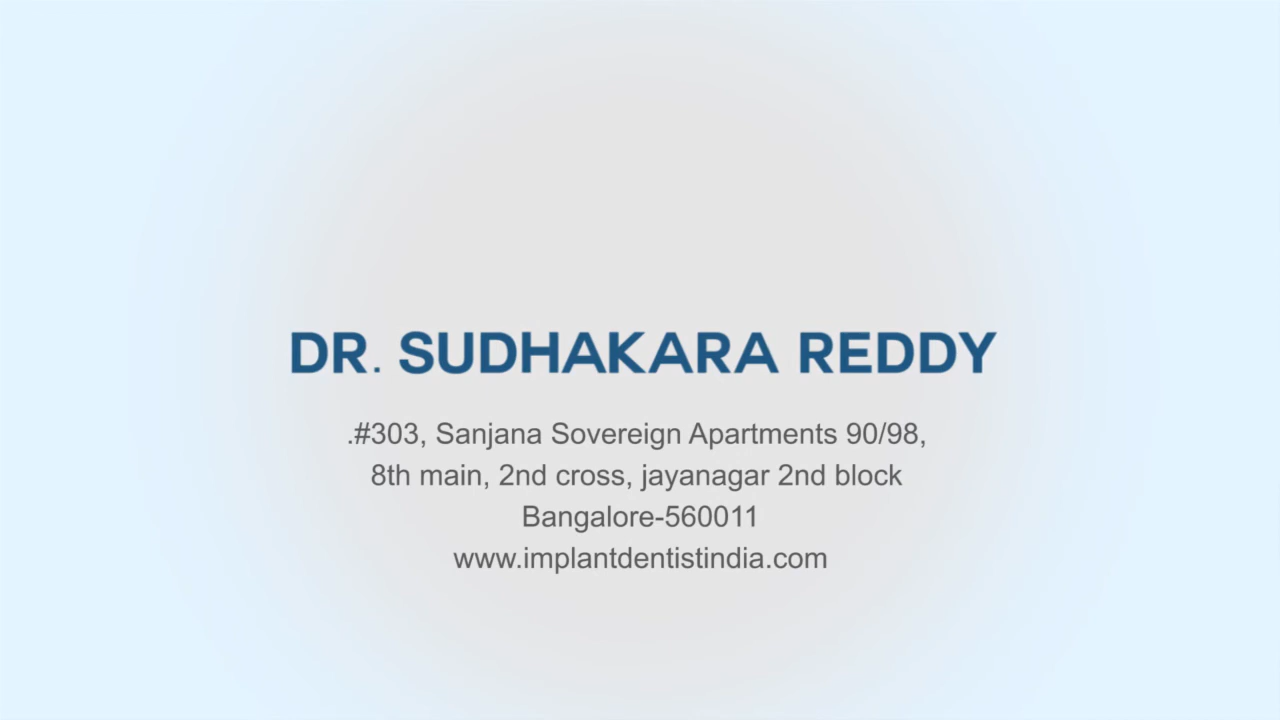 DR. SUDHAKARA REDDY
.#303, Sanjana Sovereign Apartments 90/98,
8th main, 2nd cross, jayanagar 2nd block
Bangalore-560011
www.implantdentistindia.com